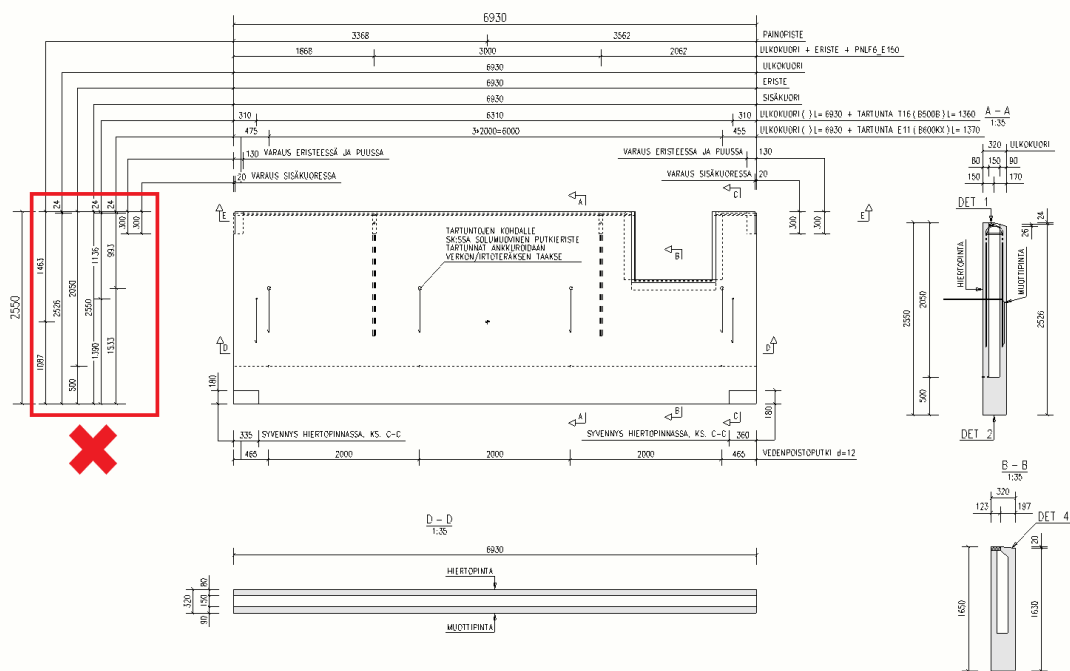 6930
3368 3562 PAINOPISTE
1868 3000 2062 ULKOKUORI + ERISTE + PNLF6_E150
6930 ULKOKUORI
6930 ERISTE
6930 SISÄKUORI
310 6310 310 ULKOKUORI ( ) L= 6930 + TARTUNTA T16 ( B500B ) L= 1360
475 3*2000=6000 455 ULKOKUORI ( ) L= 6930 + TARTUNTA E11 ( B600KX ) L= 1370
130 VARAUS ERISTEESSÄ JA PUUSSA
VARAUS ERISTEESSÄ JA PUUSSA 130
20 VARAUS SISÄKUORESSA
VARAUS SISÄKUORESSA 20
24 24 24 300 300
300 300
2550 1463 1087 2526 2050 500 2550 1136 1390 993 1533
E A C E
B
TARTUNTOJEN KOHDALLE
SK:SSA SOLUMUOVINEN PUTKIERISTE
TARTUNNAT ANKKUROIDAAN
VERKON/IRTOTERÄKSEN TAAKSE
D D
180 180
A B C
335 SYVENNYS HIERTOPINNASSA, KS. C-C
SYVENNYS HIERTOPINNASSA, KS. C-C 360
465 2000 2000 2000 465 VEDENPOISTOPUTKI d=12
A - A
1:35
320 ULKOKUORI
80 150 90
150 170
DET 1
24
26
HIERTOPINTA
MUOTTIPINTA
2550 2050 500 2526
DET 2
B - B
1:35
320
123 197
DET 4
20
1650 1630
D - D
1:35
6930
HIERTOPINTA
320 80 150 90
MUOTTIPINTA